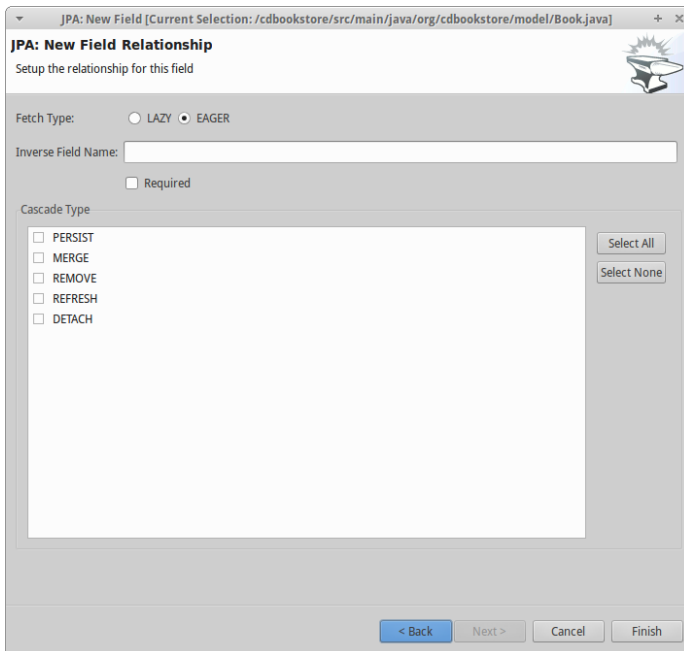 JPA: New Field [Current Selection: /cdbookstore/src/main/java/org/cdbookstore/model/Book.java]
JPA: New Field Relationship
Setup the relationship for this field
Fetch Type: LAZY EAGER
Inverse Field Name:
Required
Cascade Type
PERSIST
MERGE
REMOVE
REFRESH
DETACH
Select All
Select None
< Back Next > Cancel Finish